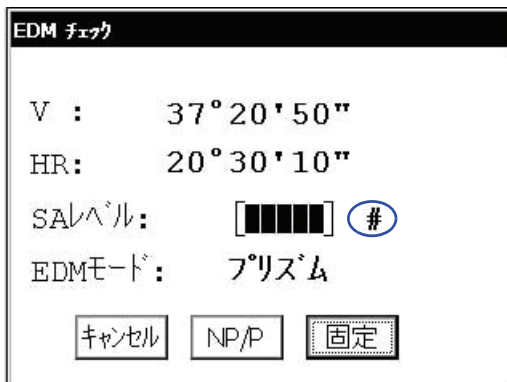 EDM ﾁｪｯｸ
V : 37°20'50"
HR: 20°30'10"
SAﾚﾍﾞﾙ: [█████] #
EDMﾓｰﾄﾞ: ﾌﾟﾘｽﾞﾑ
ｷｬﾝｾﾙ NP/P 固定